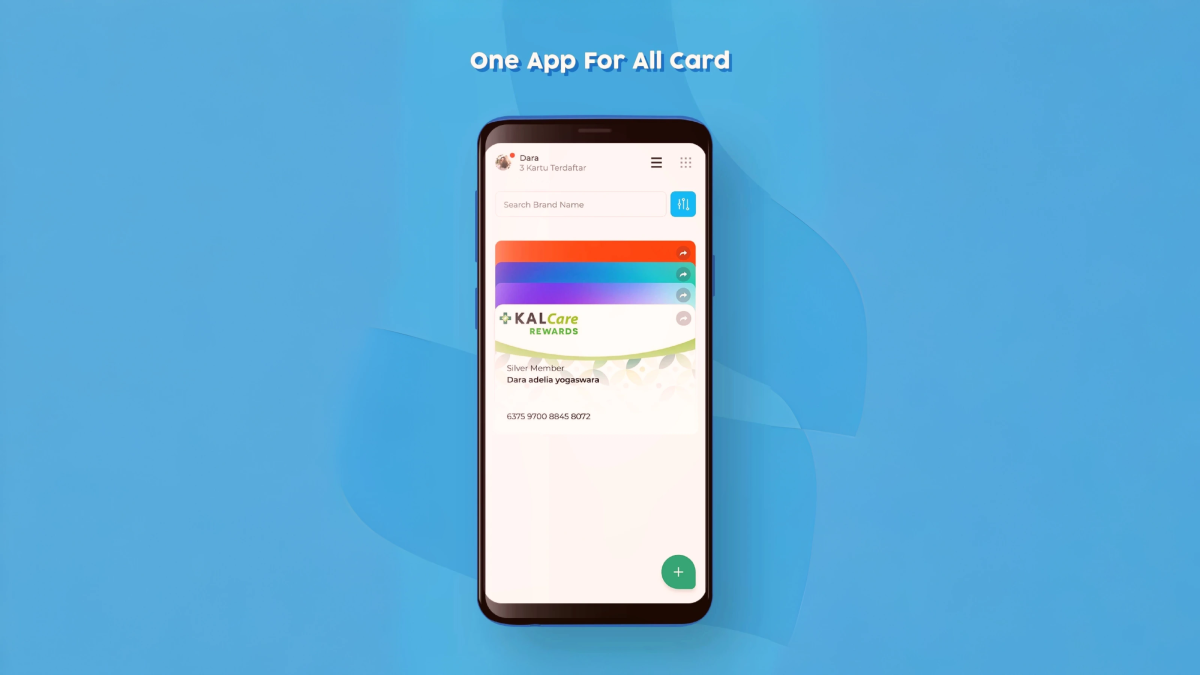 One App For All Card
Dara
3 Kartu Terdaftar
Search Brand Name
KALCare
REWARDS
Silver Member
Dara adelia yogaswara
6375 9700 8845 8072